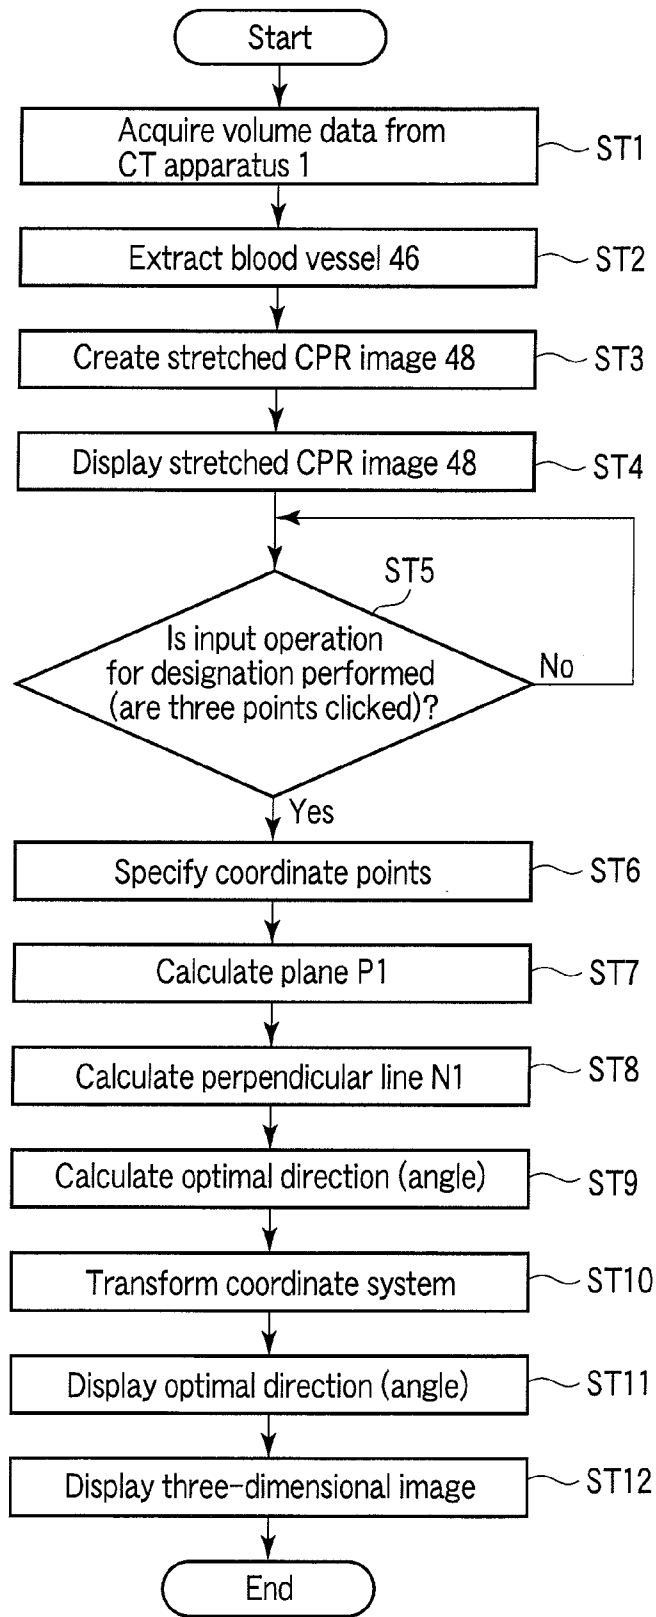 Start
Acquire volume data from
CT apparatus 1
ST1
Extract blood vessel 46
ST2
Create stretched CPR image 48
ST3
Display stretched CPR image 48
ST4
ST5
Is input operation
for designation performed
(are three points clicked)?
No
Yes
Specify coordinate points
ST6
Calculate plane P1
ST7
Calculate perpendicular line N1
ST8
Calculate optimal direction (angle)
ST9
Transform coordinate system
ST10
Display optimal direction (angle)
ST11
Display three-dimensional image
ST12
End